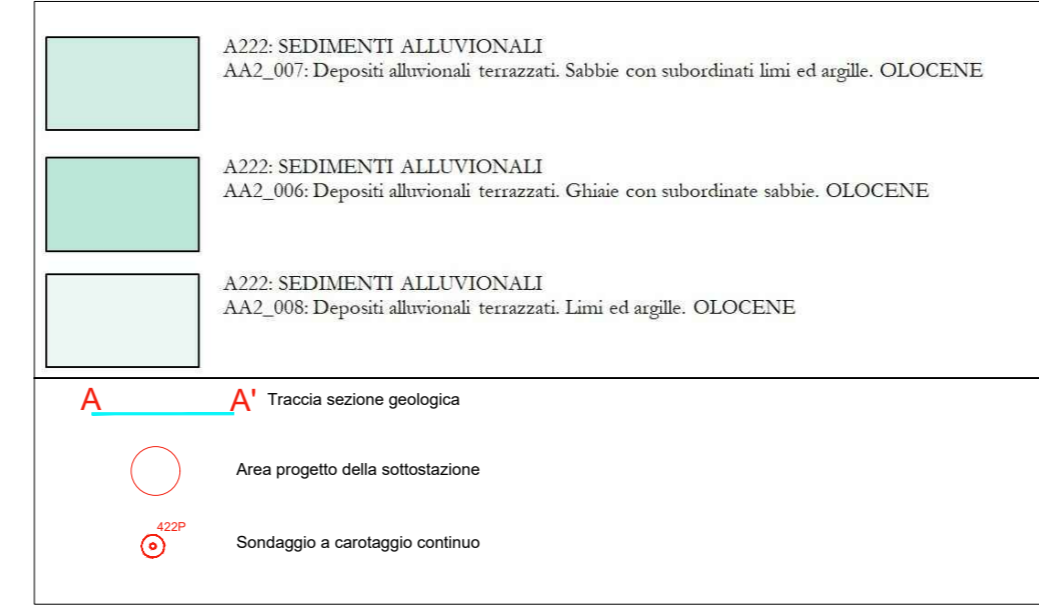 A222: SEDIMENTI ALLUVIONALI
AA2_007: Depositi alluvionali terrazzati. Sabbie con subordinati limi ed argille. OLOCENE
A222: SEDIMENTI ALLUVIONALI
AA2_006: Depositi alluvionali terrazzati. Ghiaie con subordinate sabbie. OLOCENE
A222: SEDIMENTI ALLUVIONALI
AA2_008: Depositi alluvionali terrazzati. Limi ed argille. OLOCENE
A A' Traccia sezione geologica
Area progetto della sottostazione
422P
Sondaggio a carotaggio continuo